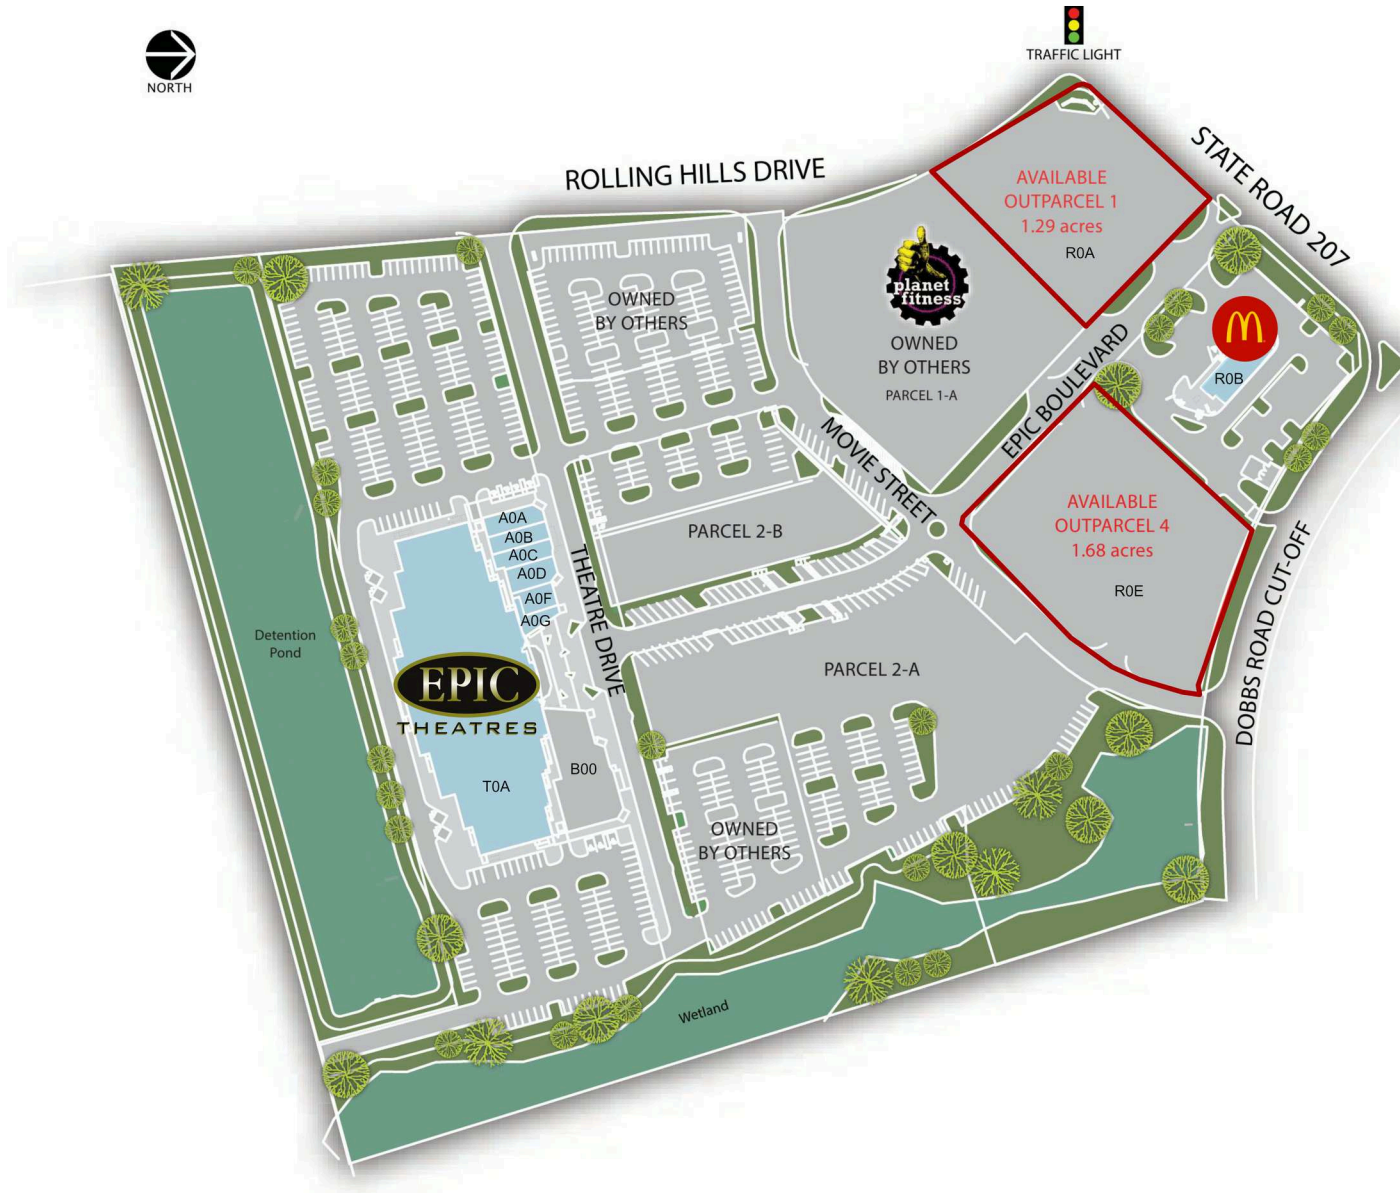 TRAFFIC LIGHT
NORTH
STATE ROAD 207
ROLLING HILLS DRIVE
AVAILABLE
OUTPARCEL 1
1.29 acres
R0A
planet
fitness
OWNED
BY OTHERS
PARCEL 1-A
OWNED
BY OTHERS
EPIC BOULEVARD
R0B
MOVIE STREET
AVAILABLE
OUTPARCEL 4
1.68 acres
R0E
DOBBS ROAD CUT-OFF
PARCEL 2-B
A0A
A0B
A0C
A0D
A0F
A0G
THEATRE DRIVE
Detention
Pond
EPIC
THEATRES
PARCEL 2-A
T0A
B00
OWNED
BY OTHERS
Wetland